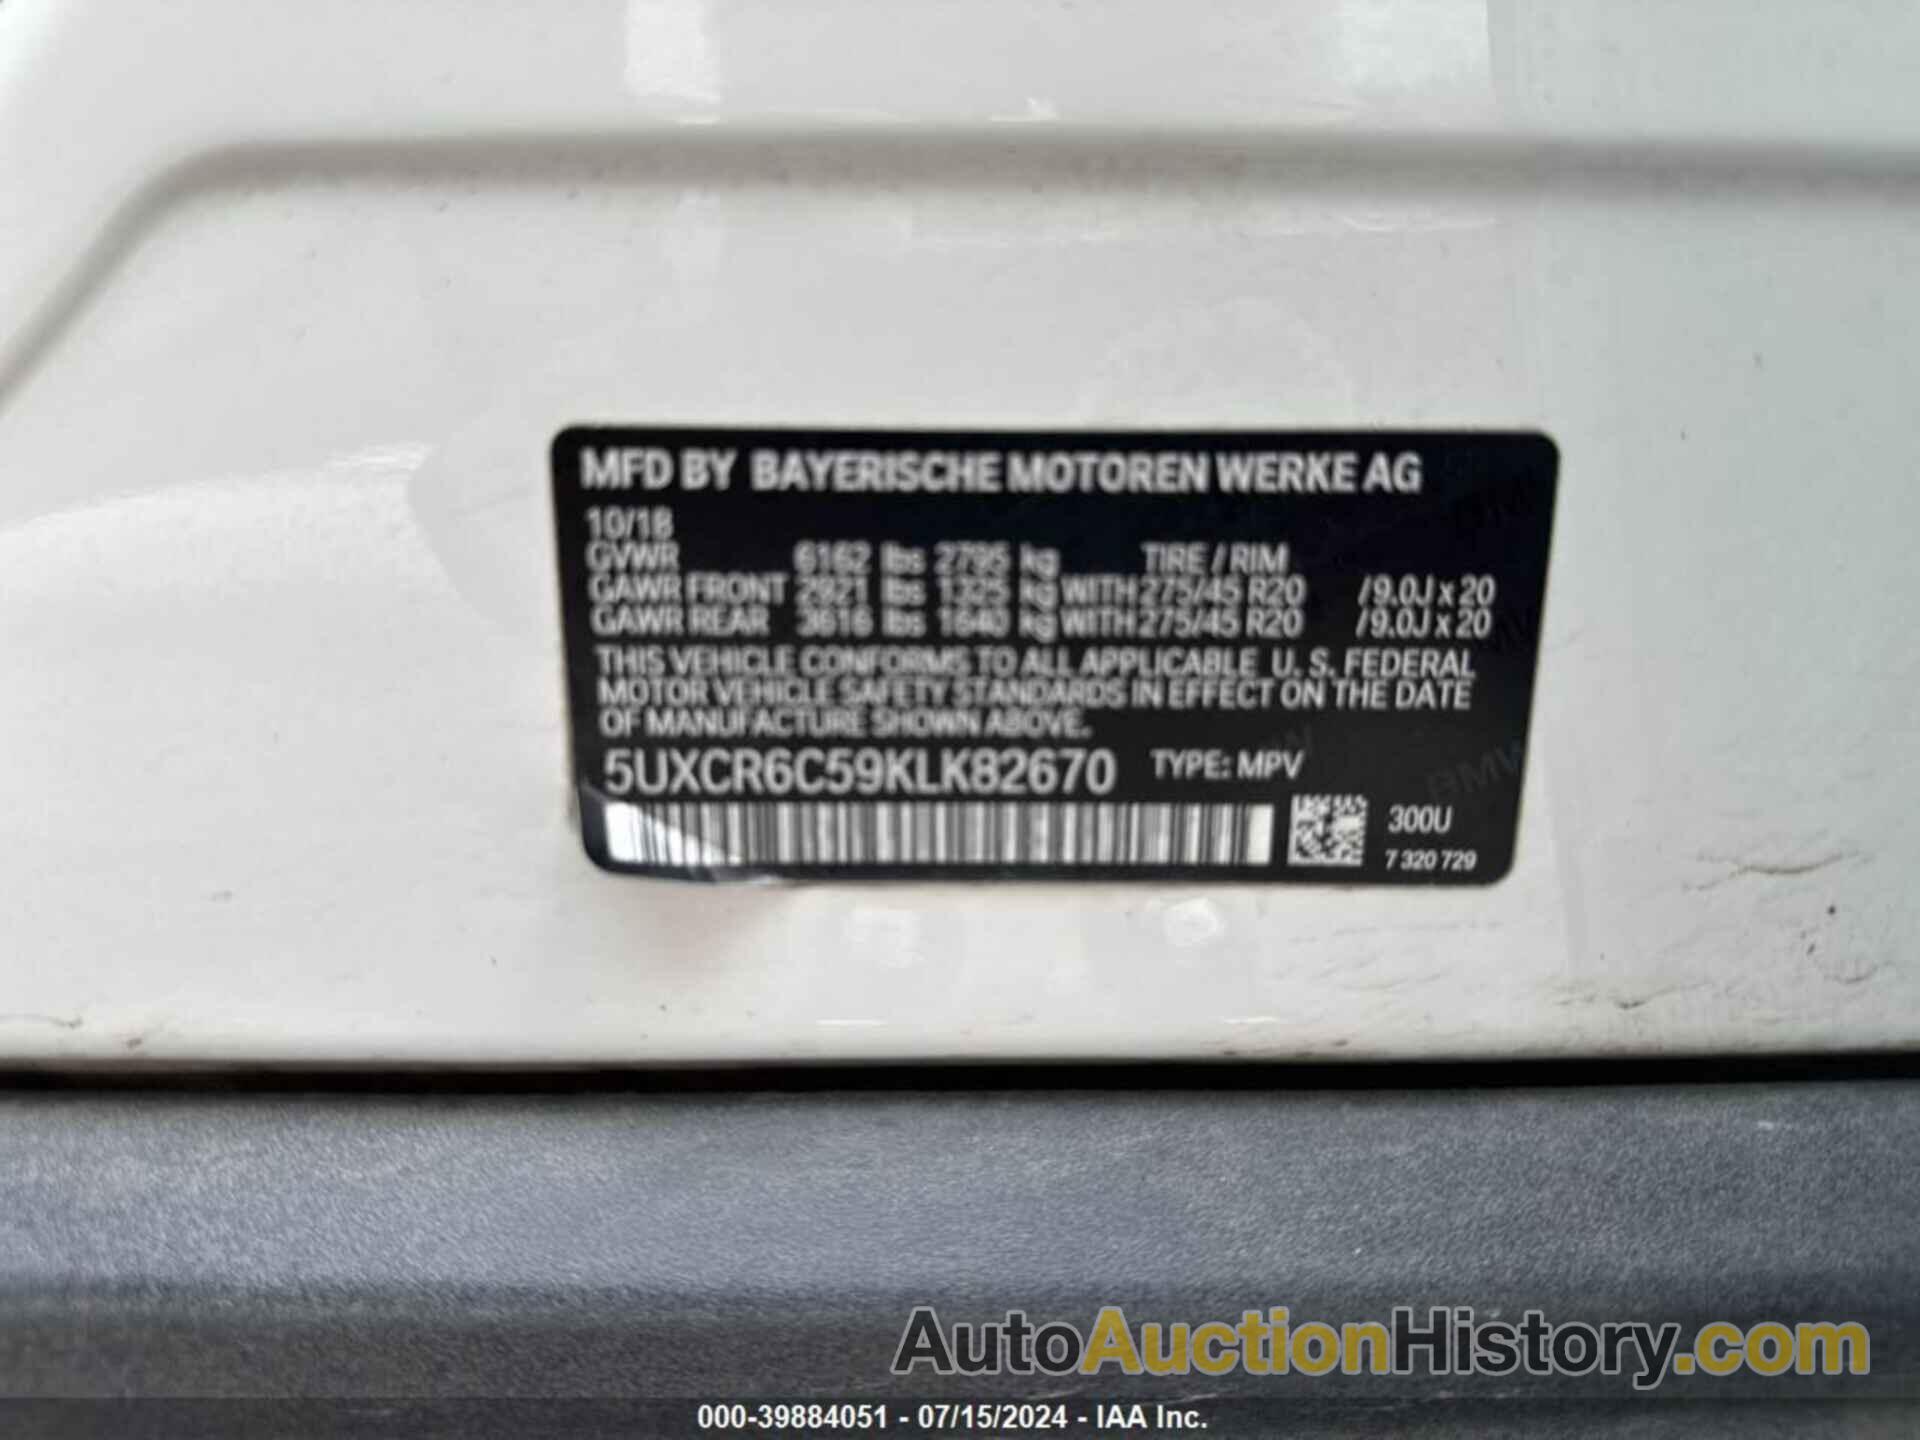 MFD BY BAYERISCHE MOTOREN WERKE AG
10/18
GVWR 6162 lbs 2795 kg TIRE / RIM
GAWR FRONT 2921 lbs 1325 kg WITH 275/45 R20 /9.0J x 20
GAWR REAR 3616 lbs 1640 kg WITH 275/45 R20 /9.0J x 20
THIS VEHICLE CONFORMS TO ALL APPLICABLE U. S. FEDERAL
MOTOR VEHICLE SAFETY STANDARDS IN EFFECT ON THE DATE
OF MANUFACTURE SHOWN ABOVE.
5UXCR6C59KLK82670 TYPE: MPV
300U
7 320 729
AutoAuctionHistory.com
000-39884051 - 07/15/2024 - IAA Inc.